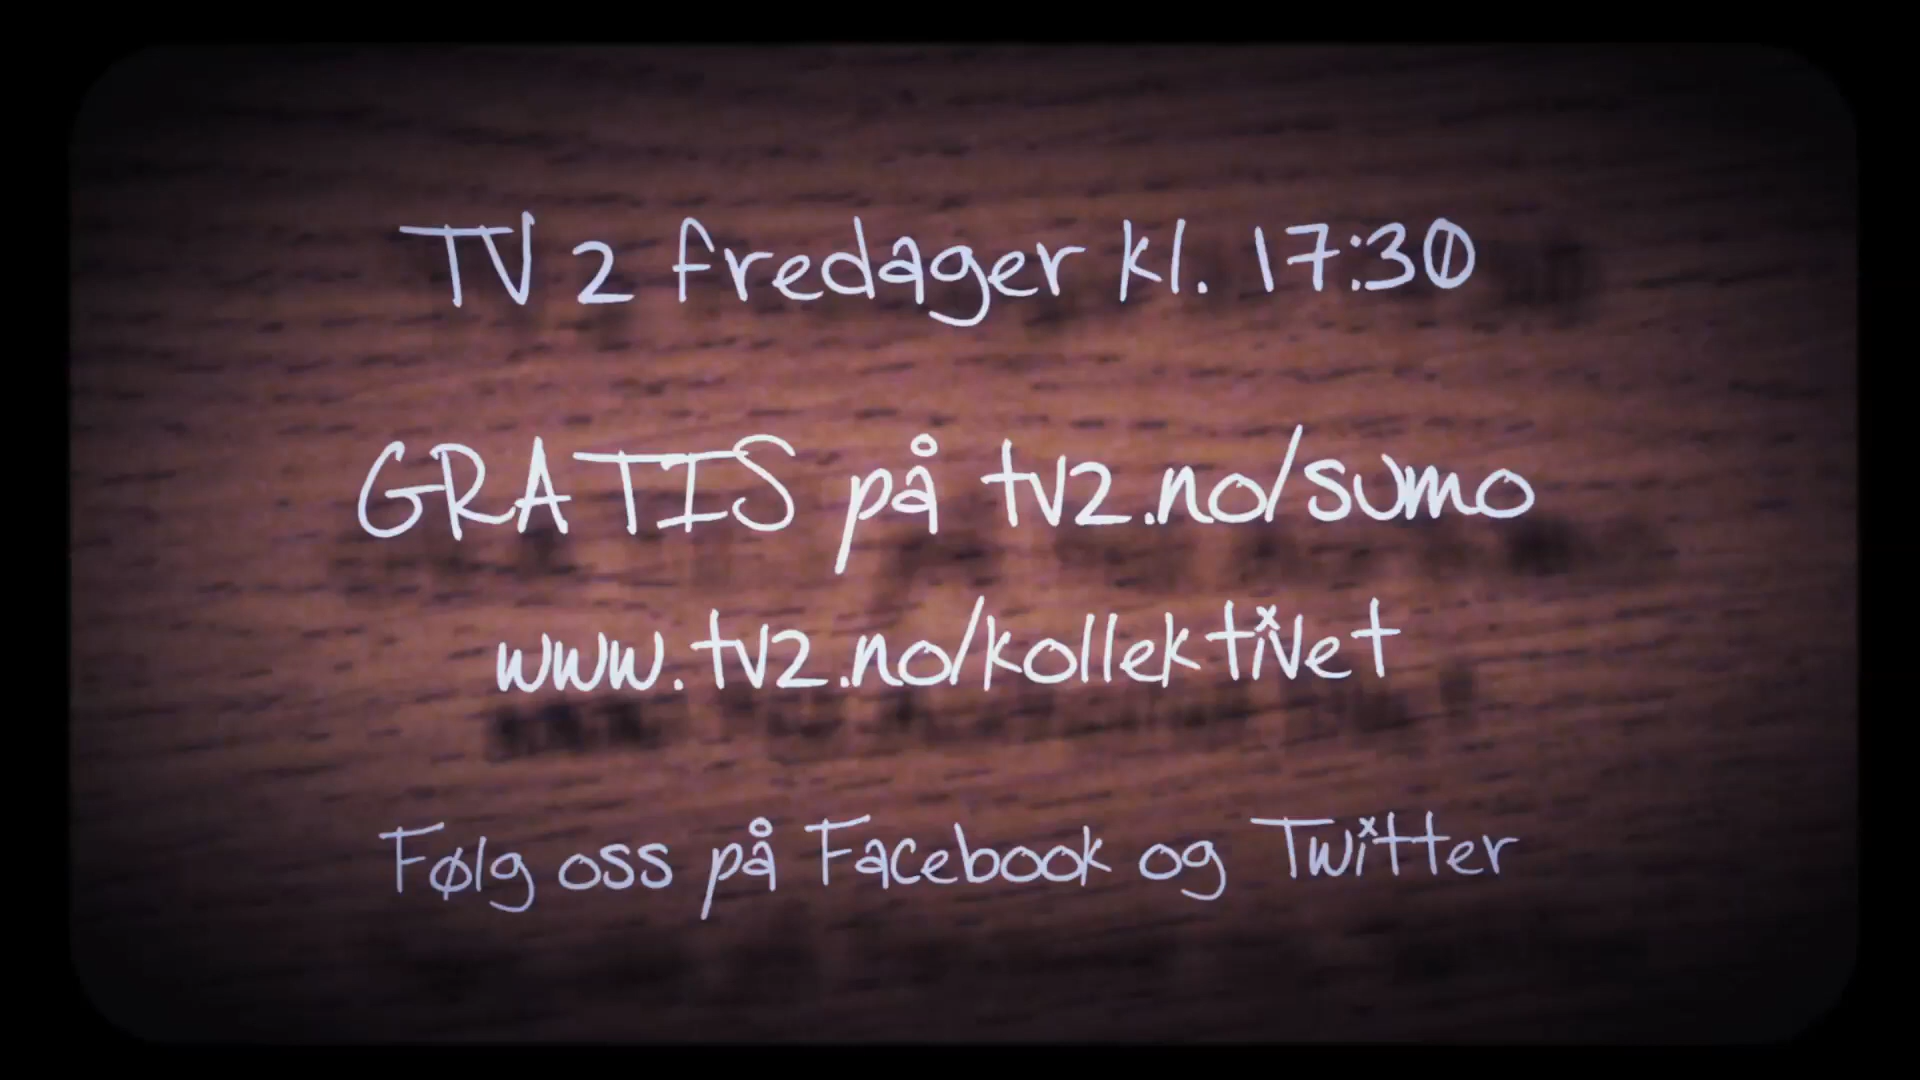 TV 2 fredager kl. 17:30
GRATIS på tv2.no/sumo
www.tv2.no/kollektivet
Følg oss på Facebook og Twitter